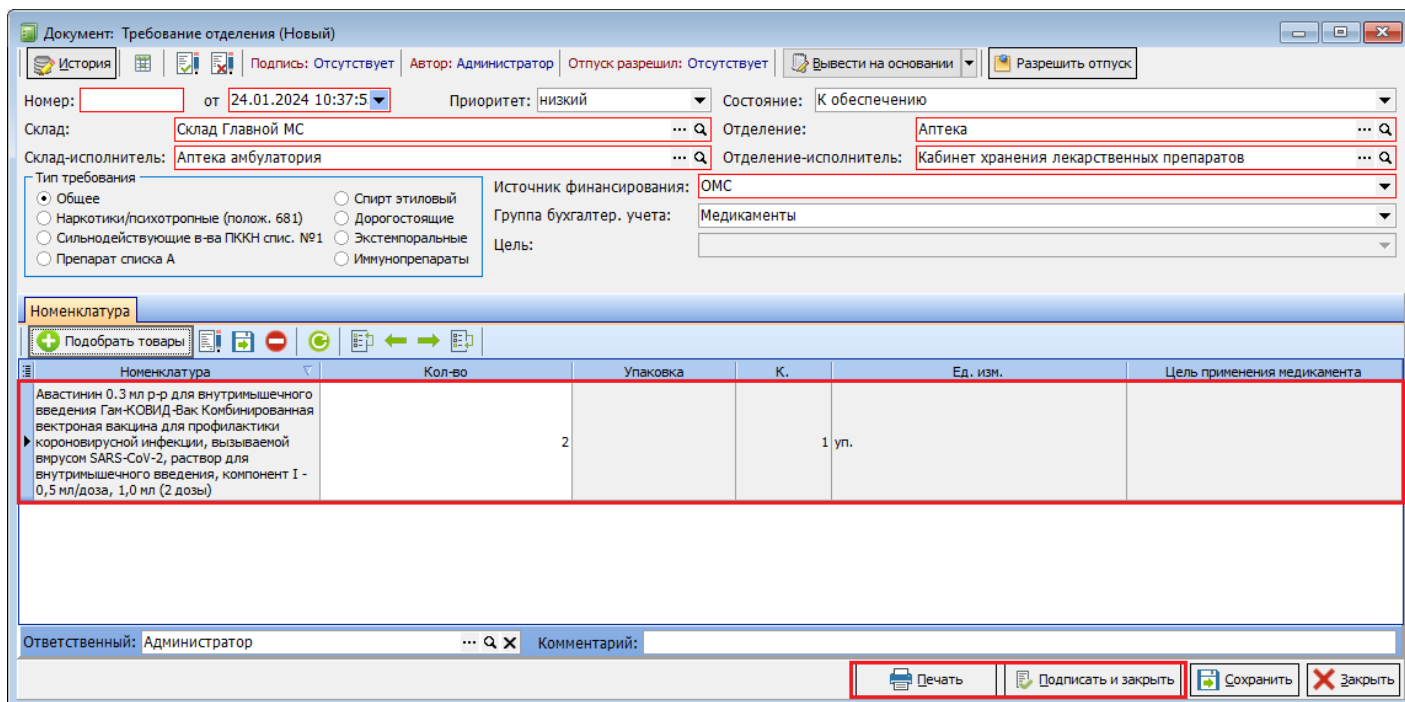 Документ: Требование отделения (Новый)
История Подпись: Отсутствует Автор: Администратор Отпуск разрешил: Отсутствует Вывести на основании Разрешить отпуск
Номер: от 24.01.2024 10:37:5 Приоритет: низкий Состояние: К обеспечению
Склад: Склад Главной МС ... Отделение: Аптека ...
Склад-исполнитель: Аптека амбулатория ... Отделение-исполнитель: Кабинет хранения лекарственных препаратов ...
Тип требования
Общее Спирт этиловый
Наркотики/психотропные (полож. 681) Дорогостоящие
Сильнодействующие в-ва ПККН спис. №1 Экстемпоральные
Препарат списка А Иммунопрепараты
Источник финансирования: ОМС
Группа бухгалтер. учета: Медикаменты
Цель:
Номенклатура
Подобрать товары
Номенклатура Кол-во Упаковка К. Ед. изм. Цель применения медикамента
Авастинин 0.3 мл р-р для внутримышечного
введения Гам-КОВИД-Вак Комбинированная
вектроная вакцина для профилактики
короновирусной инфекции, вызываемой
вмрусом SARS-CoV-2, раствор для
внутримышечного введения, компонент I -
0,5 мл/доза, 1,0 мл (2 дозы)
2 1 уп.
Ответственный: Администратор ... Комментарий:
Печать Подписать и закрыть Сохранить Закрыть